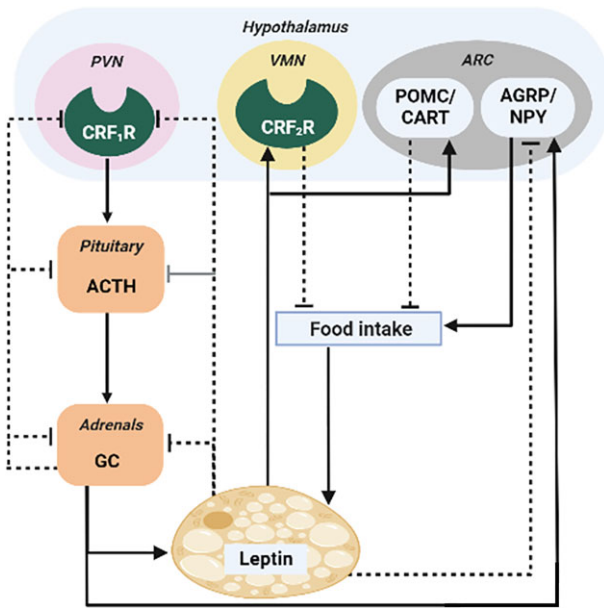 Hypothalamus
PVN
VMN
ARC
CRF₁R
CRF₂R
POMC/
CART
AGRP/
NPY
Pituitary
ACTH
Food intake
Adrenals
GC
Leptin